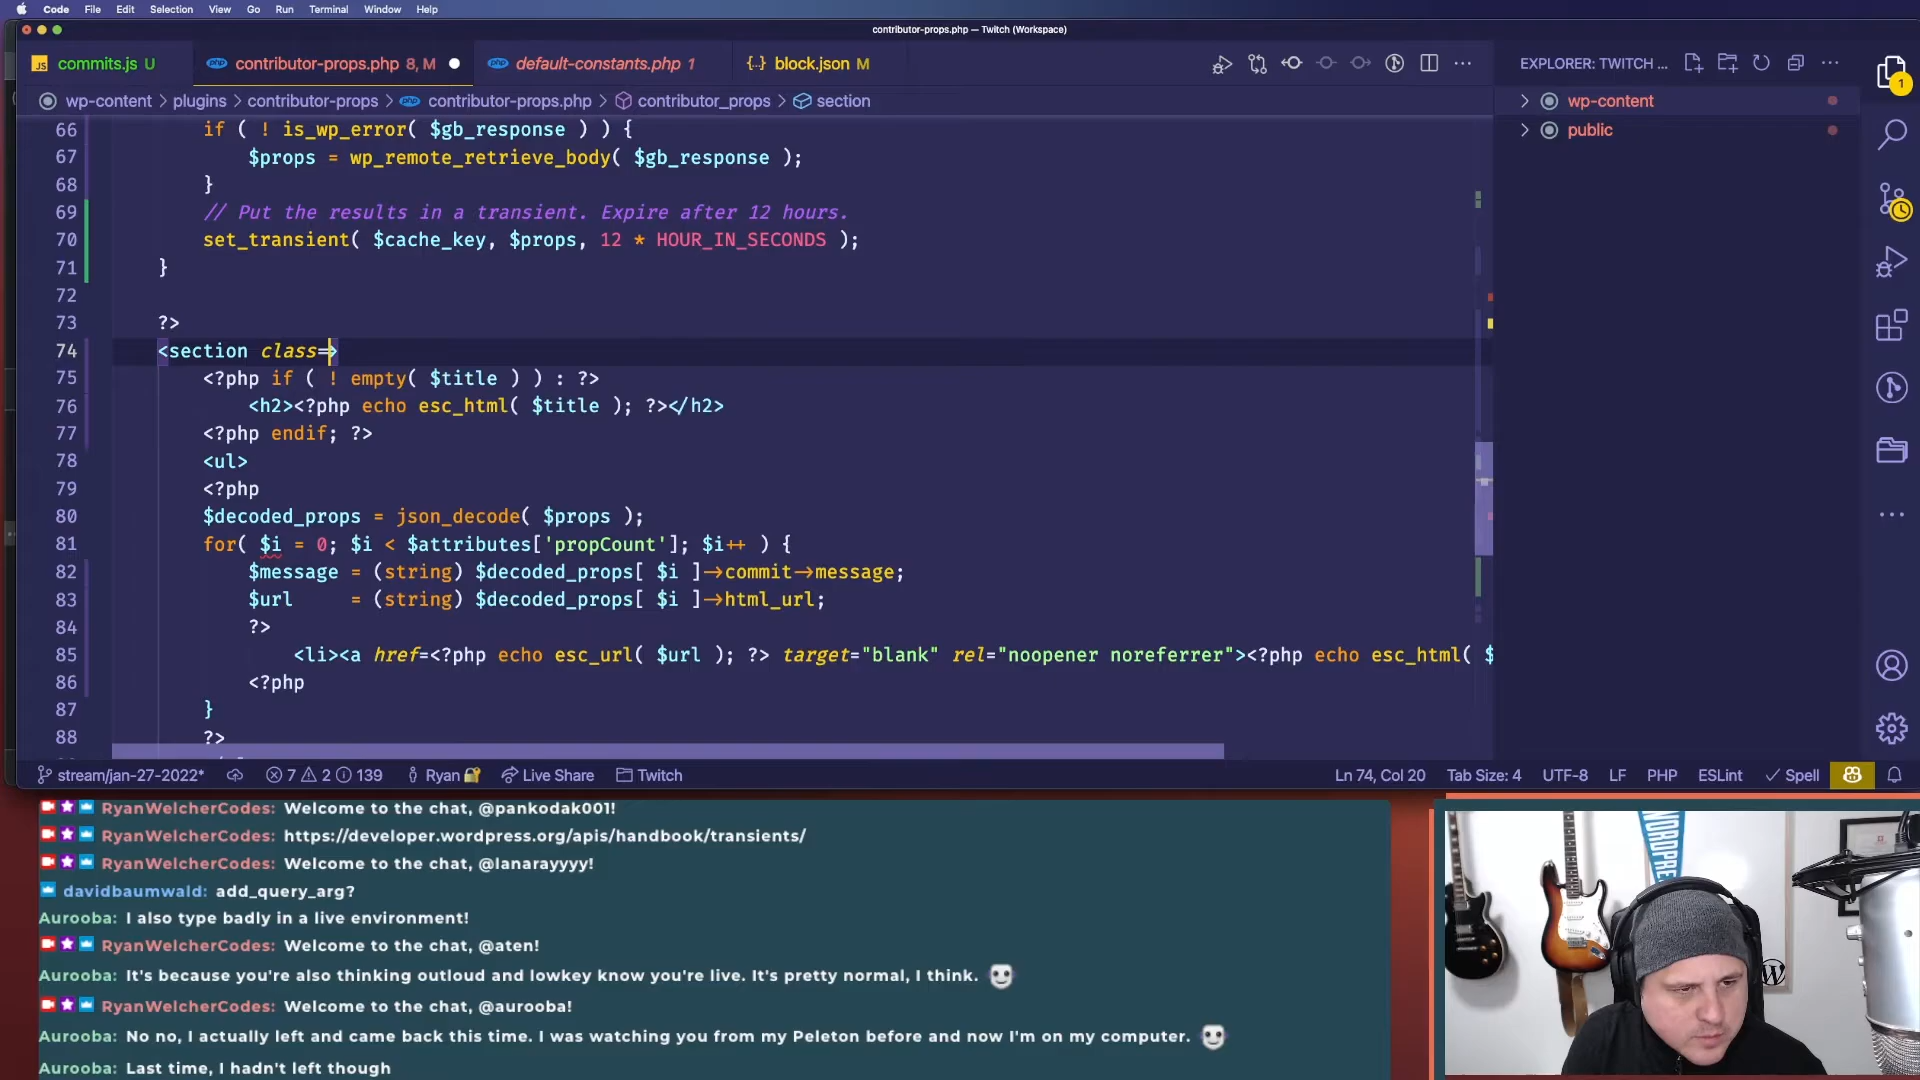 Code File Edit Selection View Go Run Terminal Window Help
contributor-props.php — Twitch (Workspace)
JS commits.js U php contributor-props.php 8, M php default-constants.php 1 {} block.json M
EXPLORER: TWITCH ...
wp-content > plugins > contributor-props > php contributor-props.php > contributor_props > section
wp-content
public
1
66 if ( ! is_wp_error( $gb_response ) ) {
67 $props = wp_remote_retrieve_body( $gb_response );
68 }
69 // Put the results in a transient. Expire after 12 hours.
70 set_transient( $cache_key, $props, 12 * HOUR_IN_SECONDS );
71 }
72
73 ?>
74 <section class=>
75 <?php if ( ! empty( $title ) ) : ?>
76 <h2><?php echo esc_html( $title ); ?></h2>
77 <?php endif; ?>
78 <ul>
79 <?php
80 $decoded_props = json_decode( $props );
81 for( $i = 0; $i < $attributes['propCount']; $i++ ) {
82 $message = (string) $decoded_props[ $i ]->commit->message;
83 $url = (string) $decoded_props[ $i ]->html_url;
84 ?>
85 <li><a href=<?php echo esc_url( $url ); ?> target="blank" rel="noopener noreferrer"><?php echo esc_html( $
86 <?php
87 }
88 ?>
stream/jan-27-2022* 7 2 139 Ryan Live Share Twitch Ln 74, Col 20 Tab Size: 4 UTF-8 LF PHP ESLint Spell
RyanWelcherCodes: Welcome to the chat, @pankodak001!
RyanWelcherCodes: https://developer.wordpress.org/apis/handbook/transients/
RyanWelcherCodes: Welcome to the chat, @lanarayyyy!
davidbaumwald: add_query_arg?
Aurooba: I also type badly in a live environment!
RyanWelcherCodes: Welcome to the chat, @aten!
Aurooba: It's because you're also thinking outloud and lowkey know you're live. It's pretty normal, I think.
RyanWelcherCodes: Welcome to the chat, @aurooba!
Aurooba: No no, I actually left and came back this time. I was watching you from my Peleton before and now I'm on my computer.
Aurooba: Last time, I hadn't left though